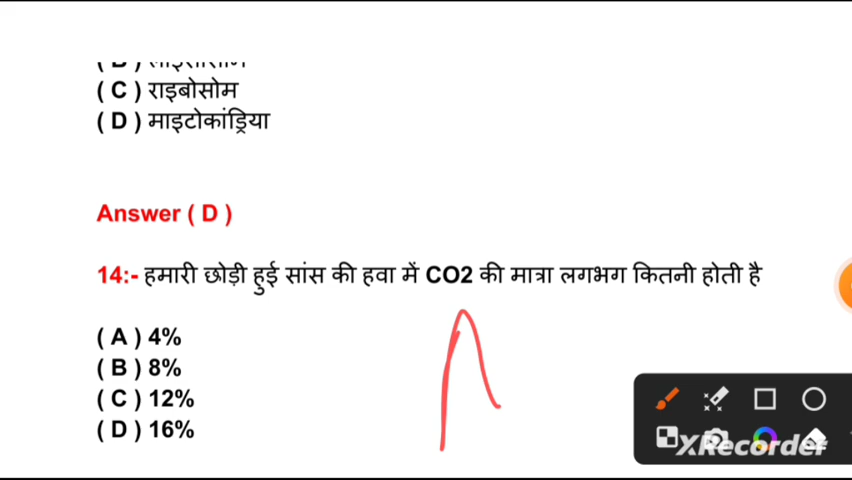 ( C ) राइबोसोम
( D ) माइटोकांड्रिया
Answer ( D )
14:- हमारी छोड़ी हुई सांस की हवा में CO2 की मात्रा लगभग कितनी होती है
( A ) 4%
( B ) 8%
( C ) 12%
( D ) 16%
XRecorder